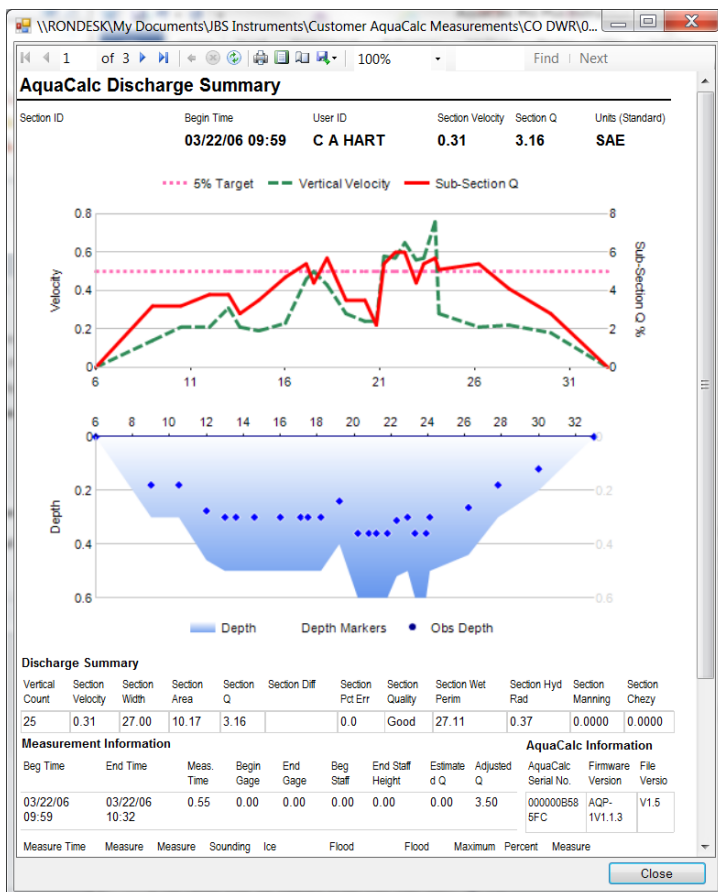 \\RONDESK\My Documents\JBS Instruments\Customer AquaCalc Measurements\CO DWR\0...
1 of 3 100% Find Next
AquaCalc Discharge Summary
Section ID Begin Time User ID Section Velocity Section Q Units (Standard)
03/22/06 09:59 C A HART 0.31 3.16 SAE
5% Target Vertical Velocity Sub-Section Q
0.8 8
0.6 6
0.4 4
0.2 2
0 0
Velocity
Sub-Section Q %
6 11 16 21 26 31
6 8 10 12 14 16 18 20 22 24 26 28 30 32
0 0
0.2 0.2
0.4 0.4
0.6 0.6
Depth
Depth Depth Markers Obs Depth
Discharge Summary
Vertical Count Section Velocity Section Width Section Area Section Q Section Diff Section Pct Err Section Quality Section Wet Perim Section Hyd Rad Section Manning Section Chezy
25 0.31 27.00 10.17 3.16 0.0 Good 27.11 0.37 0.0000 0.0000
Measurement Information AquaCalc Information
Beg Time End Time Meas. Time Begin Gage End Gage Beg Staff End Staff Height Estimate d Q Adjusted Q AquaCalc Serial No. Firmware Version File Versio
03/22/06 09:59 03/22/06 10:32 0.55 0.00 0.00 0.00 0.00 0.00 3.50 000000B58 5FC AQP-1V1.1.3 V1.5
Measure Time Measure Measure Sounding Ice Flood Flood Maximum Percent Measure
Close